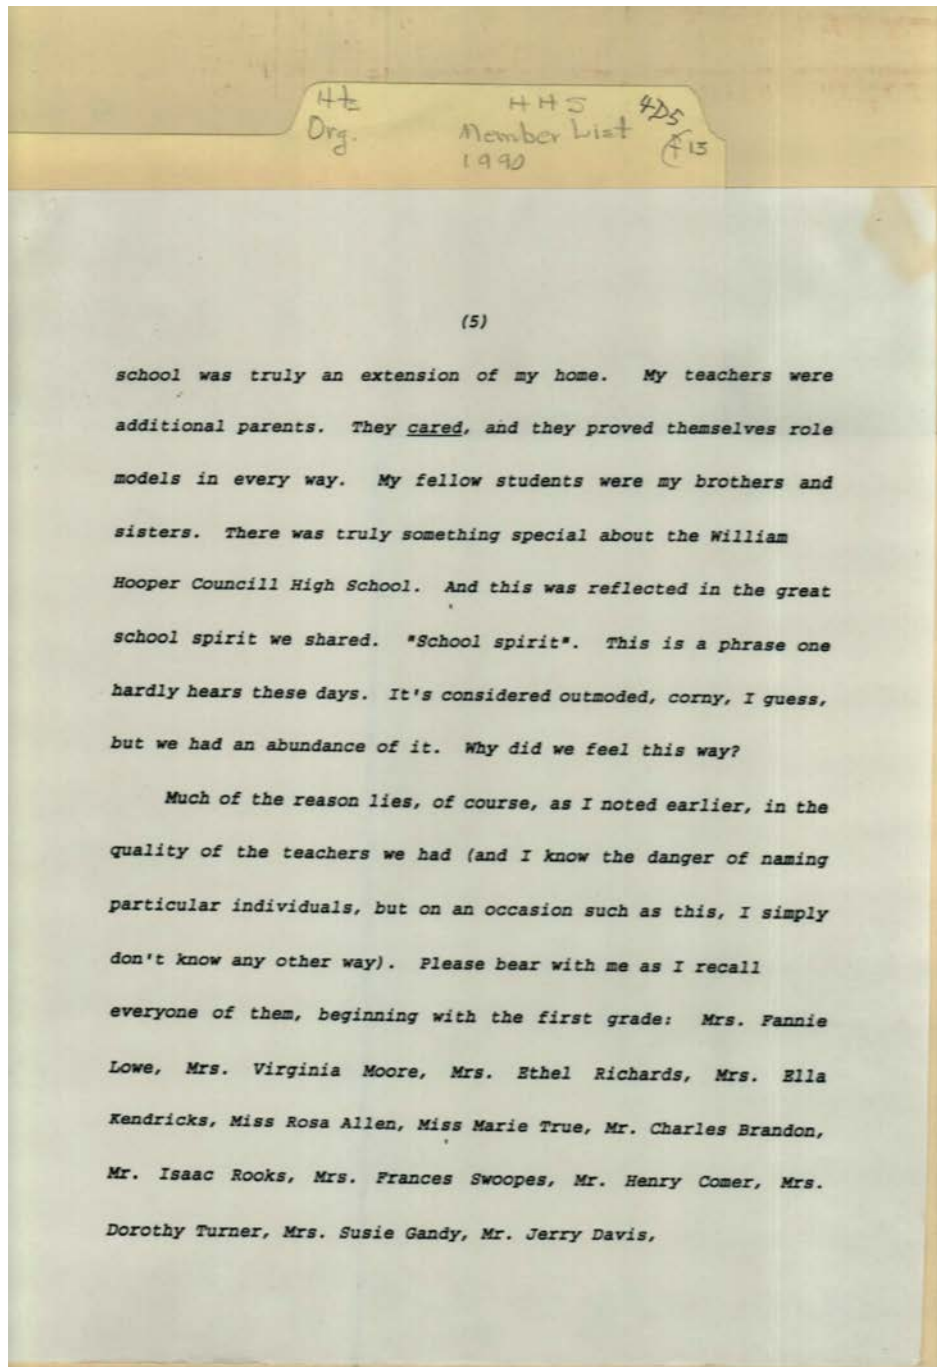 Hts HHS 4D5
Org. Member List F13
1990
(5)
school was truly an extension of my home. My teachers were
additional parents. They cared, and they proved themselves role
models in every way. My fellow students were my brothers and
sisters. There was truly something special about the William
Hooper Councill High School. And this was reflected in the great
school spirit we shared. "School spirit". This is a phrase one
hardly hears these days. It's considered outmoded, corny, I guess,
but we had an abundance of it. Why did we feel this way?
Much of the reason lies, of course, as I noted earlier, in the
quality of the teachers we had (and I know the danger of naming
particular individuals, but on an occasion such as this, I simply
don't know any other way). Please bear with me as I recall
everyone of them, beginning with the first grade: Mrs. Fannie
Lowe, Mrs. Virginia Moore, Mrs. Ethel Richards, Mrs. Ella
Kendricks, Miss Rosa Allen, Miss Marie True, Mr. Charles Brandon,
Mr. Isaac Rooks, Mrs. Frances Swoopes, Mr. Henry Comer, Mrs.
Dorothy Turner, Mrs. Susie Gandy, Mr. Jerry Davis,